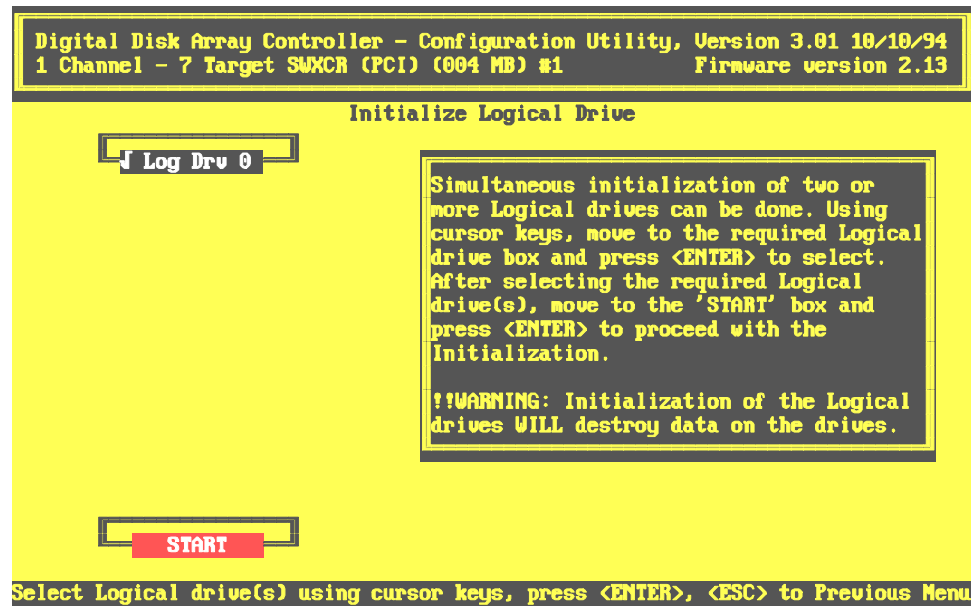 Digital Disk Array Controller – Configuration Utility, Version 3.01 10/10/94
1 Channel – 7 Target SWXCR (PCI) (004 MB) #1 Firmware version 2.13
Initialize Logical Drive
√ Log Drv 0
Simultaneous initialization of two or
more Logical drives can be done. Using
cursor keys, move to the required Logical
drive box and press <ENTER> to select.
After selecting the required Logical
drive(s), move to the 'START' box and
press <ENTER> to proceed with the
Initialization.
!!WARNING: Initialization of the Logical
drives WILL destroy data on the drives.
START
Select Logical drive(s) using cursor keys, press <ENTER>, <ESC> to Previous Menu